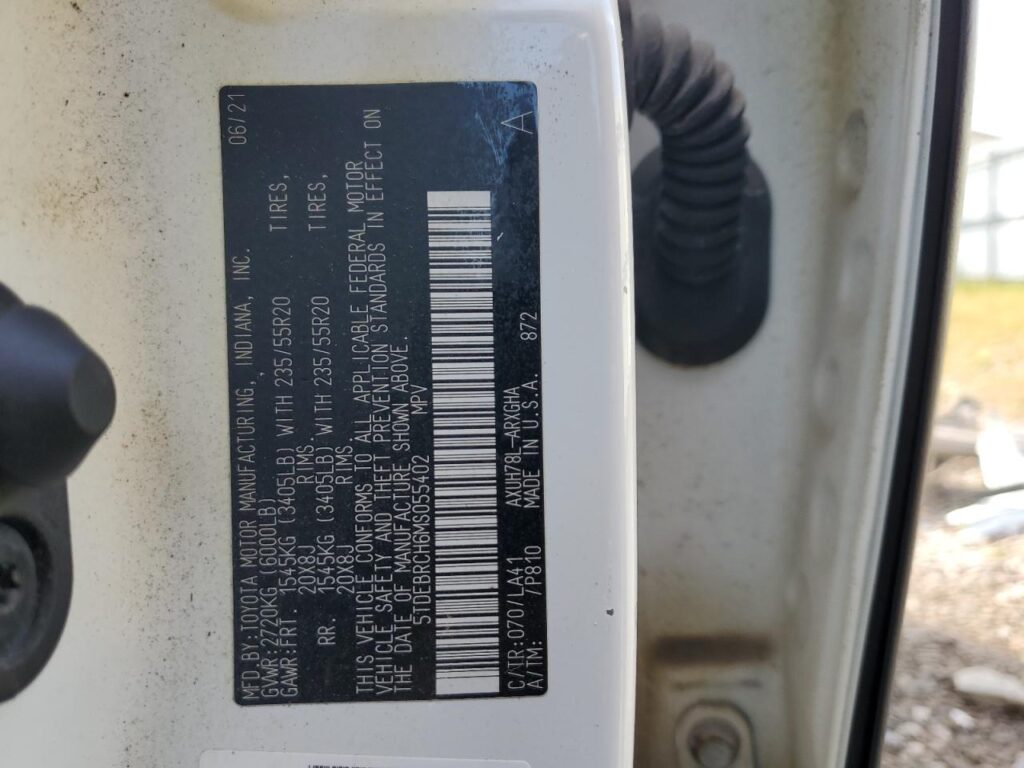 MFD.BY:TOYOTA MOTOR MANUFACTURING, INDIANA, INC. 06/21
GVWR:2720KG (6000LB) ,
GAWR:FRT. 1545KG (3405LB) WITH 235/55R20 TIRES,
20X8J RIMS.
RR. 1545KG (3405LB) WITH 235/55R20 TIRES,
20X8J RIMS.
THIS VEHICLE CONFORMS TO ALL APPLICABLE FEDERAL MOTOR
VEHICLE SAFETY AND THEFT PREVENTION STANDARDS IN EFFECT ON
THE DATE OF MANUFACTURE SHOWN ABOVE.
5TDEBRCH6MS055402 MPV
C/TR:070/LA41 AXUH78L-ARXGHA A
A/TM: /P810 MADE IN U.S.A. 872